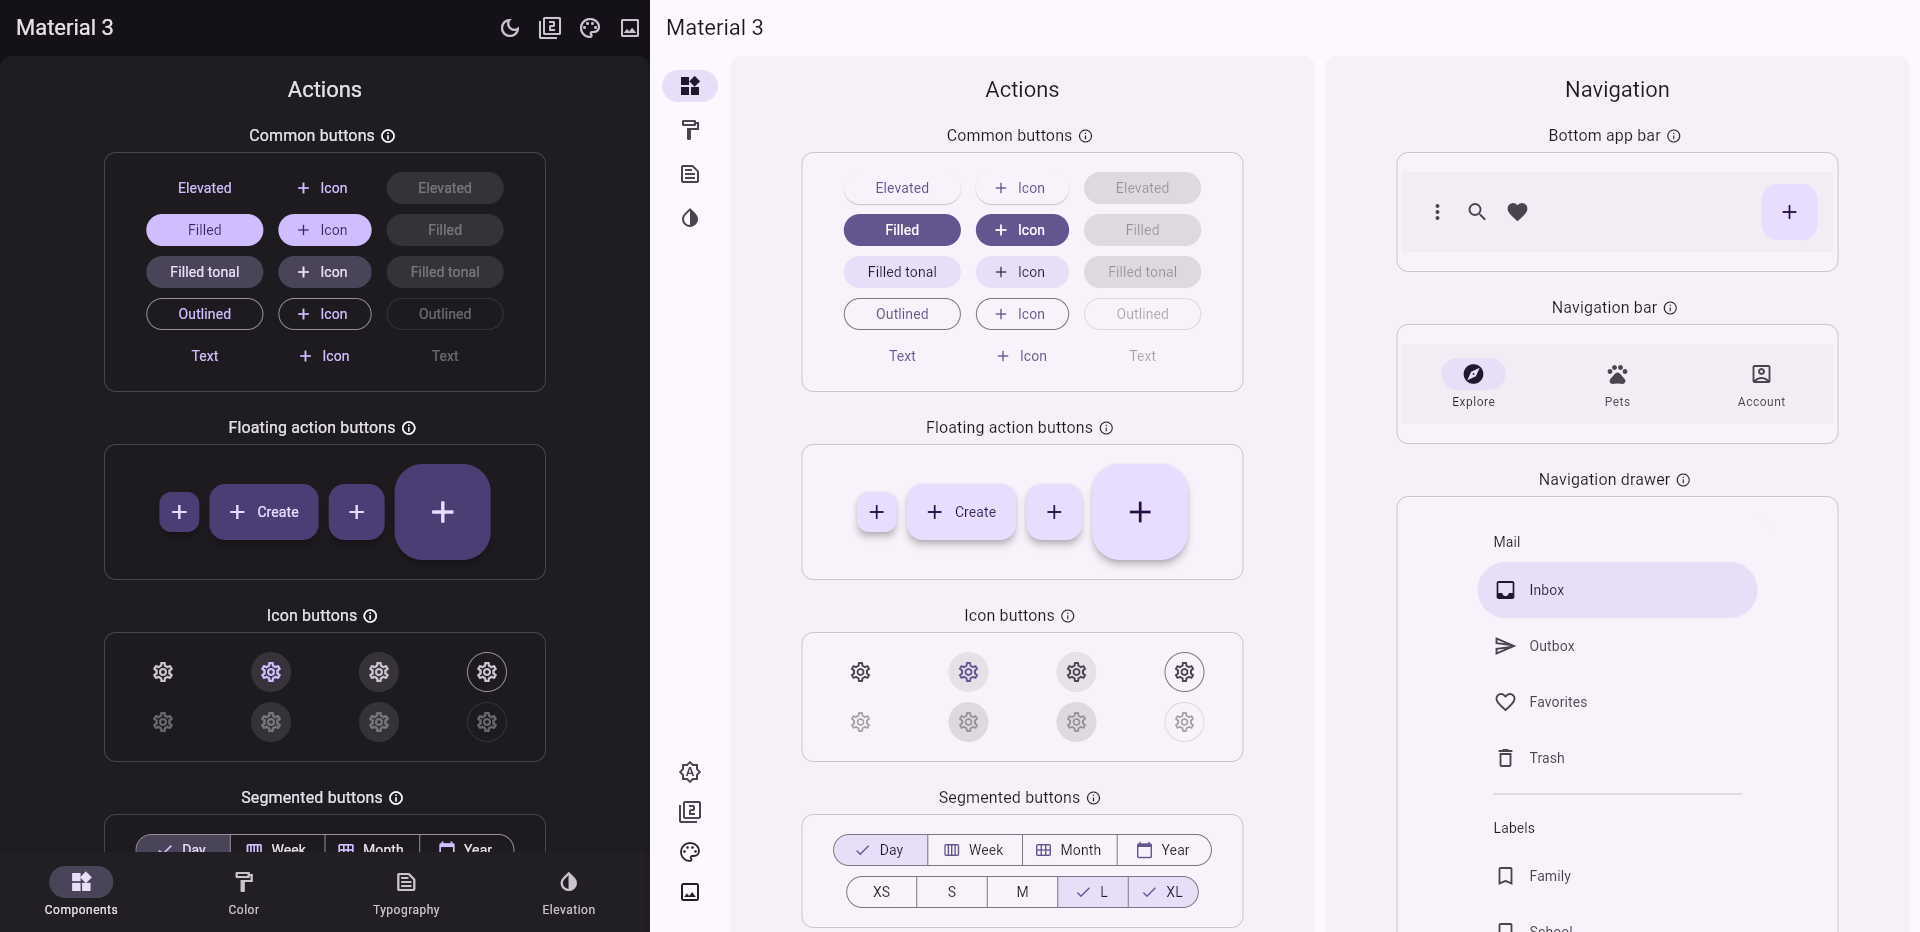 Material 3
2
Actions
Common buttons
Elevated Icon Elevated
Filled Icon Filled
Filled tonal Icon Filled tonal
Outlined Icon Outlined
Text Icon Text
Floating action buttons
Create
Icon buttons
Segmented buttons
Day Week Month Year
Components Color Typography Elevation
Material 3
A
2
Actions
Common buttons
Elevated Icon Elevated
Filled Icon Filled
Filled tonal Icon Filled tonal
Outlined Icon Outlined
Text Icon Text
Floating action buttons
Create
Icon buttons
Segmented buttons
Day Week Month Year
XS S M L XL
Navigation
Bottom app bar
Navigation bar
Explore Pets Account
Navigation drawer
Mail
Inbox
Outbox
Favorites
Trash
Labels
Family
School